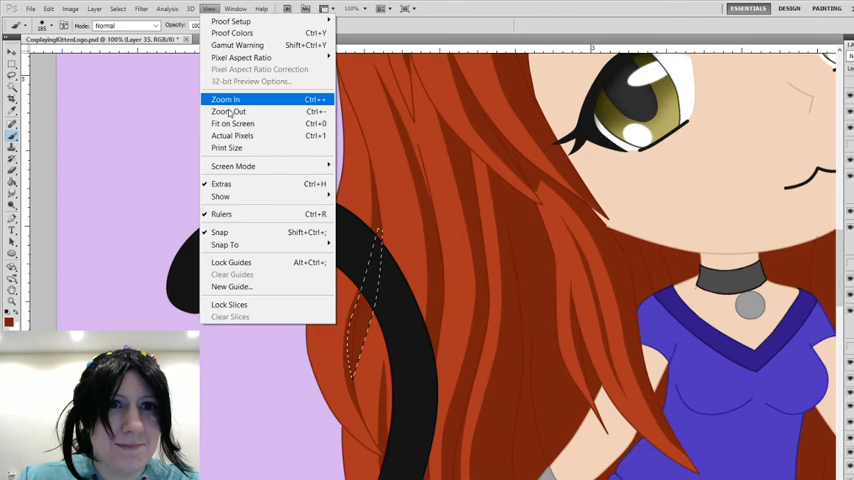 File Edit Image Layer Select Filter Analysis 3D View Window Help
100%
ESSENTIALS DESIGN PAINTING
185 Mode: Normal
CosplayingKittenLogo.psd @ 100% (Layer 35, RGB/8) *
Proof Setup
Proof Colors Ctrl+Y
Gamut Warning Shift+Ctrl+Y
Pixel Aspect Ratio
Pixel Aspect Ratio Correction
32-bit Preview Options...
Zoom In Ctrl++
Zoom Out Ctrl+-
Fit on Screen Ctrl+0
Actual Pixels Ctrl+1
Print Size
Screen Mode
Extras Ctrl+H
Show
Rulers Ctrl+R
Snap Shift+Ctrl+;
Snap To
Lock Guides Alt+Ctrl+;
Clear Guides
New Guide...
Lock Slices
Clear Slices
3